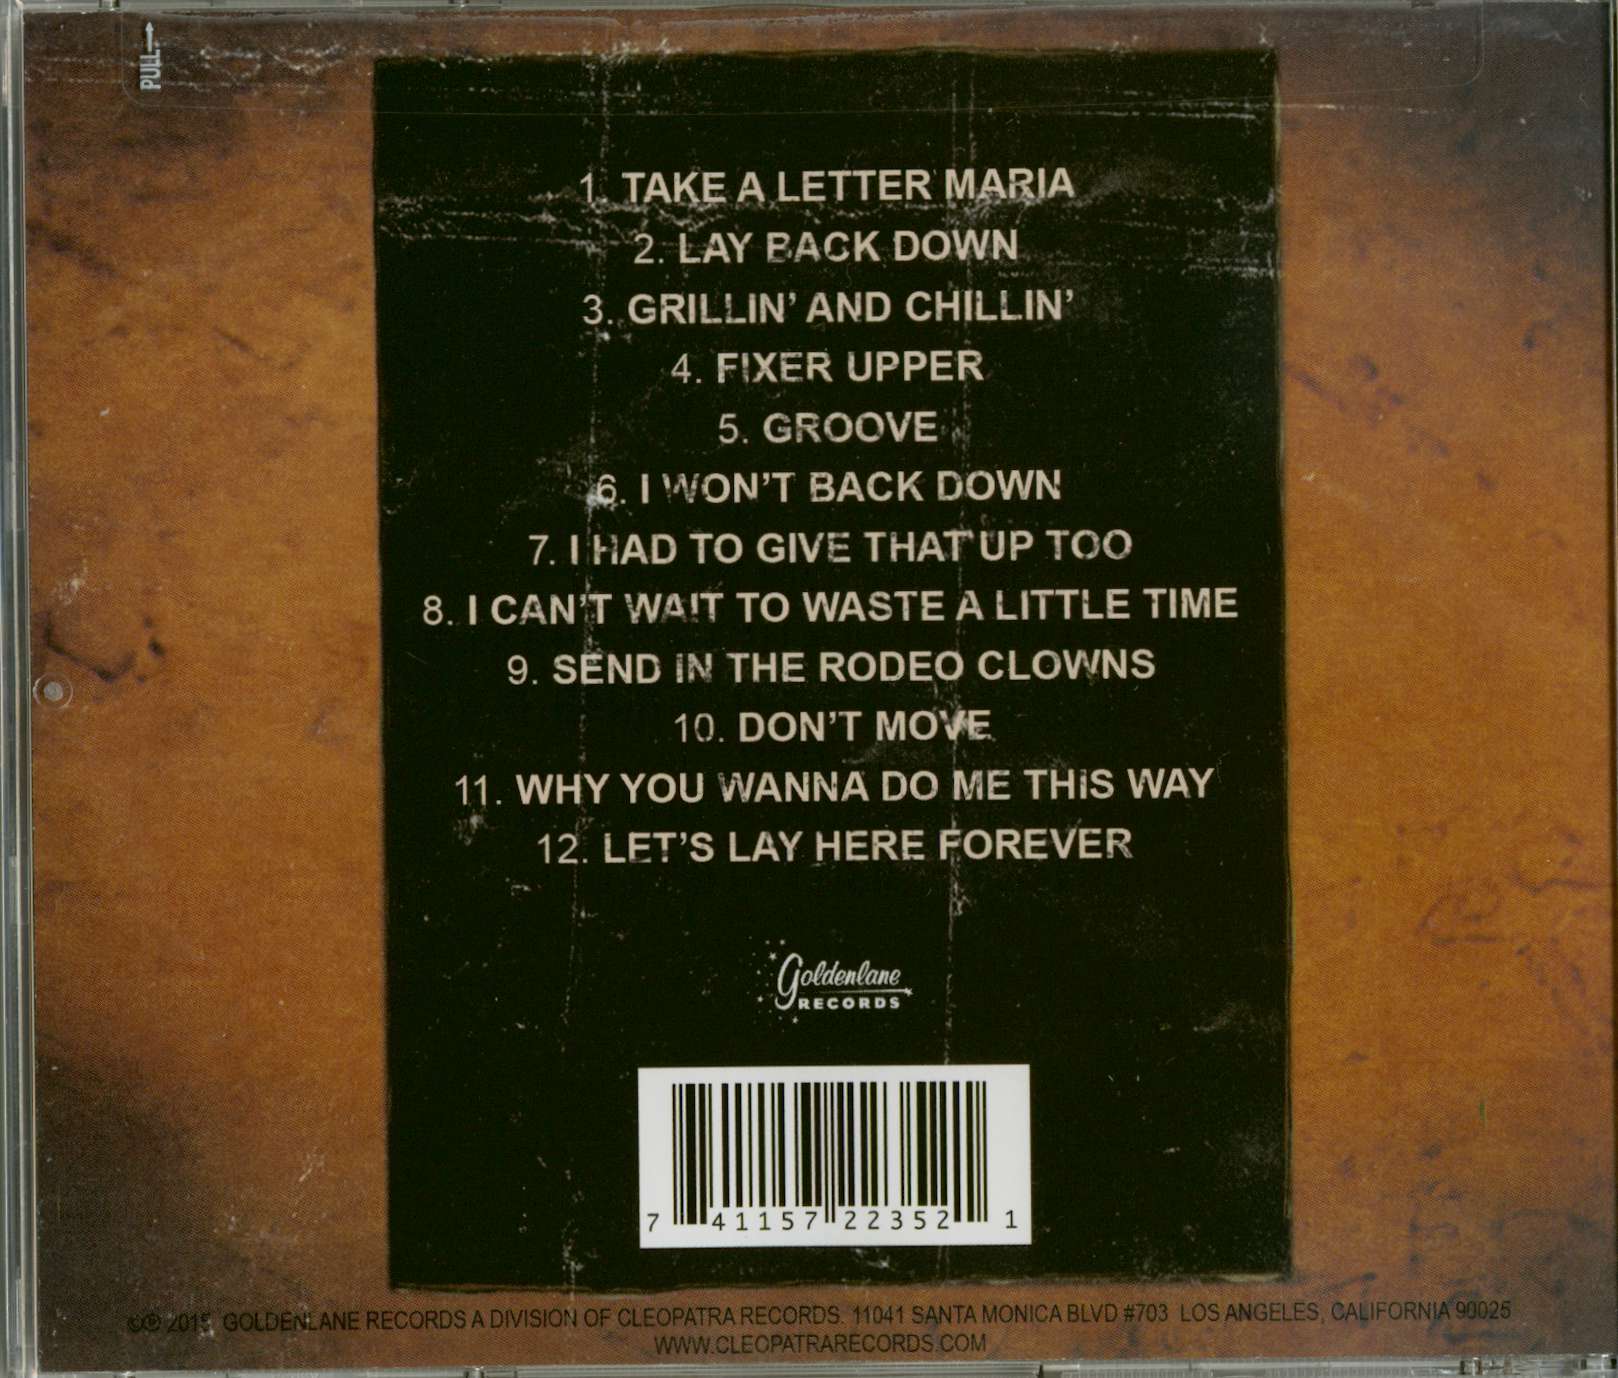 PULL→
1. TAKE A LETTER MARIA
2. LAY BACK DOWN
3. GRILLIN' AND CHILLIN'
4. FIXER UPPER
5. GROOVE
6. I WON'T BACK DOWN
7. I HAD TO GIVE THAT UP TOO
8. I CAN'T WAIT TO WASTE A LITTLE TIME
9. SEND IN THE RODEO CLOWNS
10. DON'T MOVE
11. WHY YOU WANNA DO ME THIS WAY
12. LET'S LAY HERE FOREVER
Goldenlane
RECORDS
7 41157 22352 1
©℗ 2015 GOLDENLANE RECORDS A DIVISION OF CLEOPATRA RECORDS. 11041 SANTA MONICA BLVD #703 LOS ANGELES, CALIFORNIA 90025
WWW.CLEOPATRARECORDS.COM